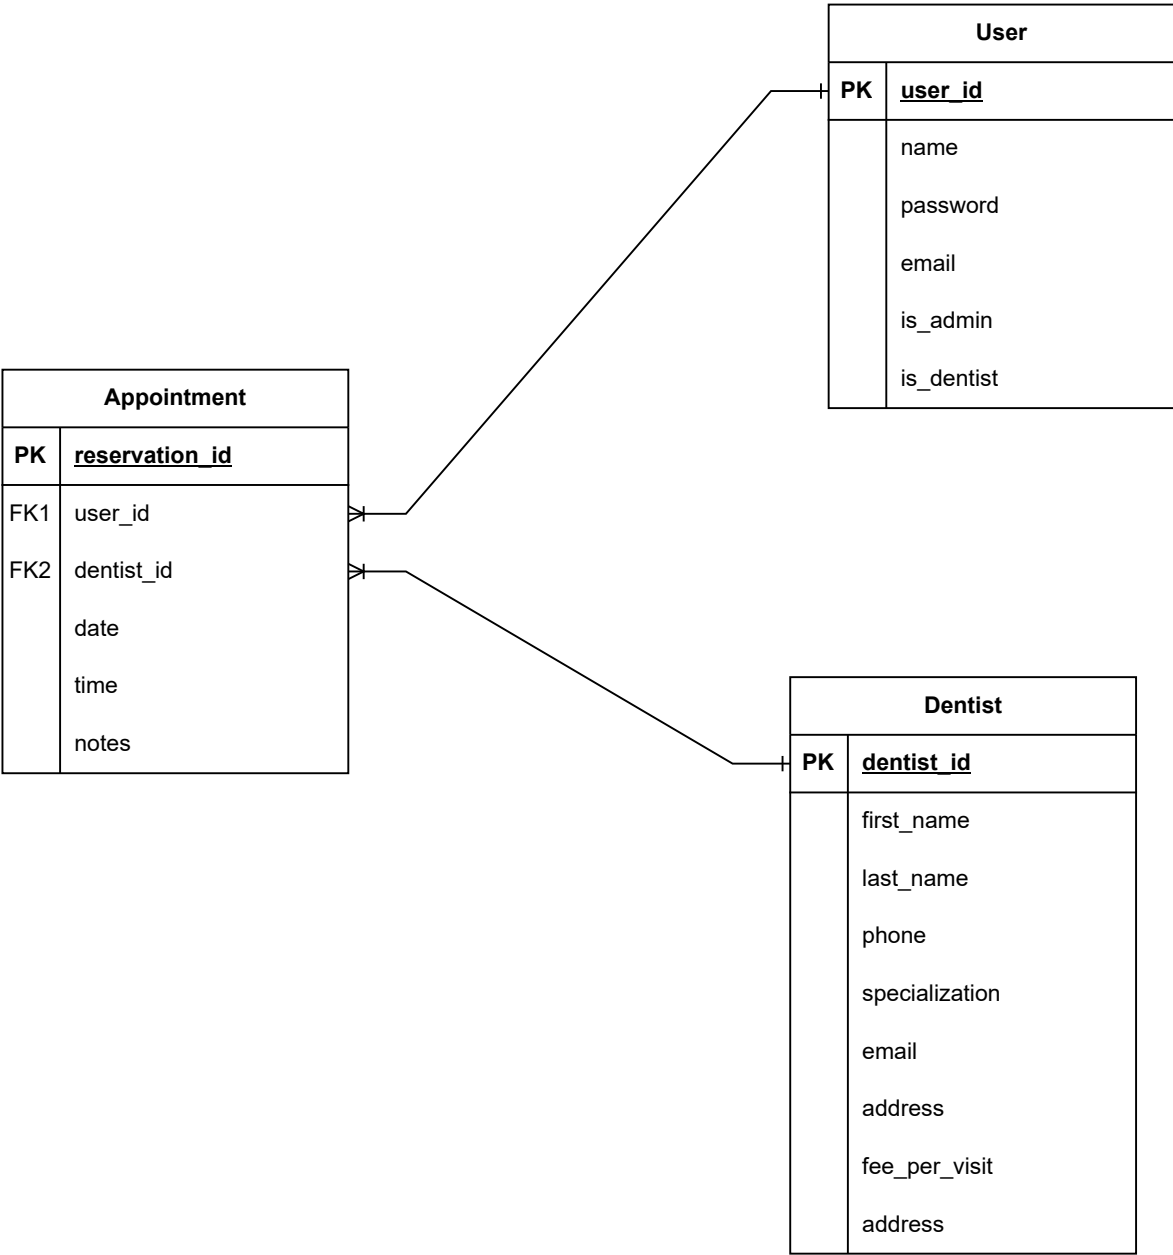 User
PK user_id
name
password
email
is_admin
is_dentist
Appointment
PK reservation_id
FK1 user_id
FK2 dentist_id
date
time
notes
Dentist
PK dentist_id
first_name
last_name
phone
specialization
email
address
fee_per_visit
address